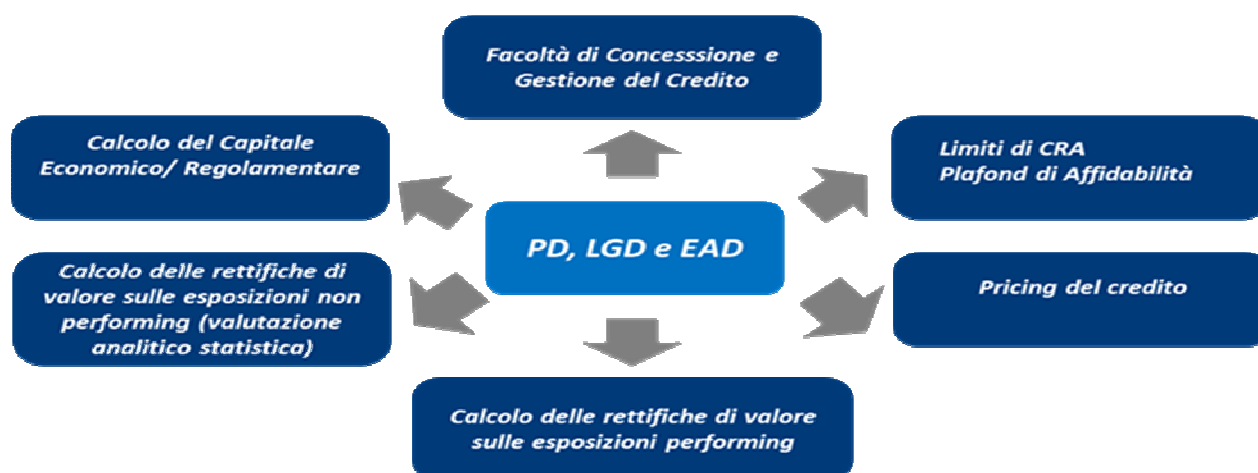 Facoltà di Concesssione e
Gestione del Credito
Calcolo del Capitale
Economico/ Regolamentare
Limiti di CRA
Plafond di Affidabilità
PD, LGD e EAD
Calcolo delle rettifiche di
valore sulle esposizioni non
performing (valutazione
analitico statistica)
Pricing del credito
Calcolo delle rettifiche di valore
sulle esposizioni performing